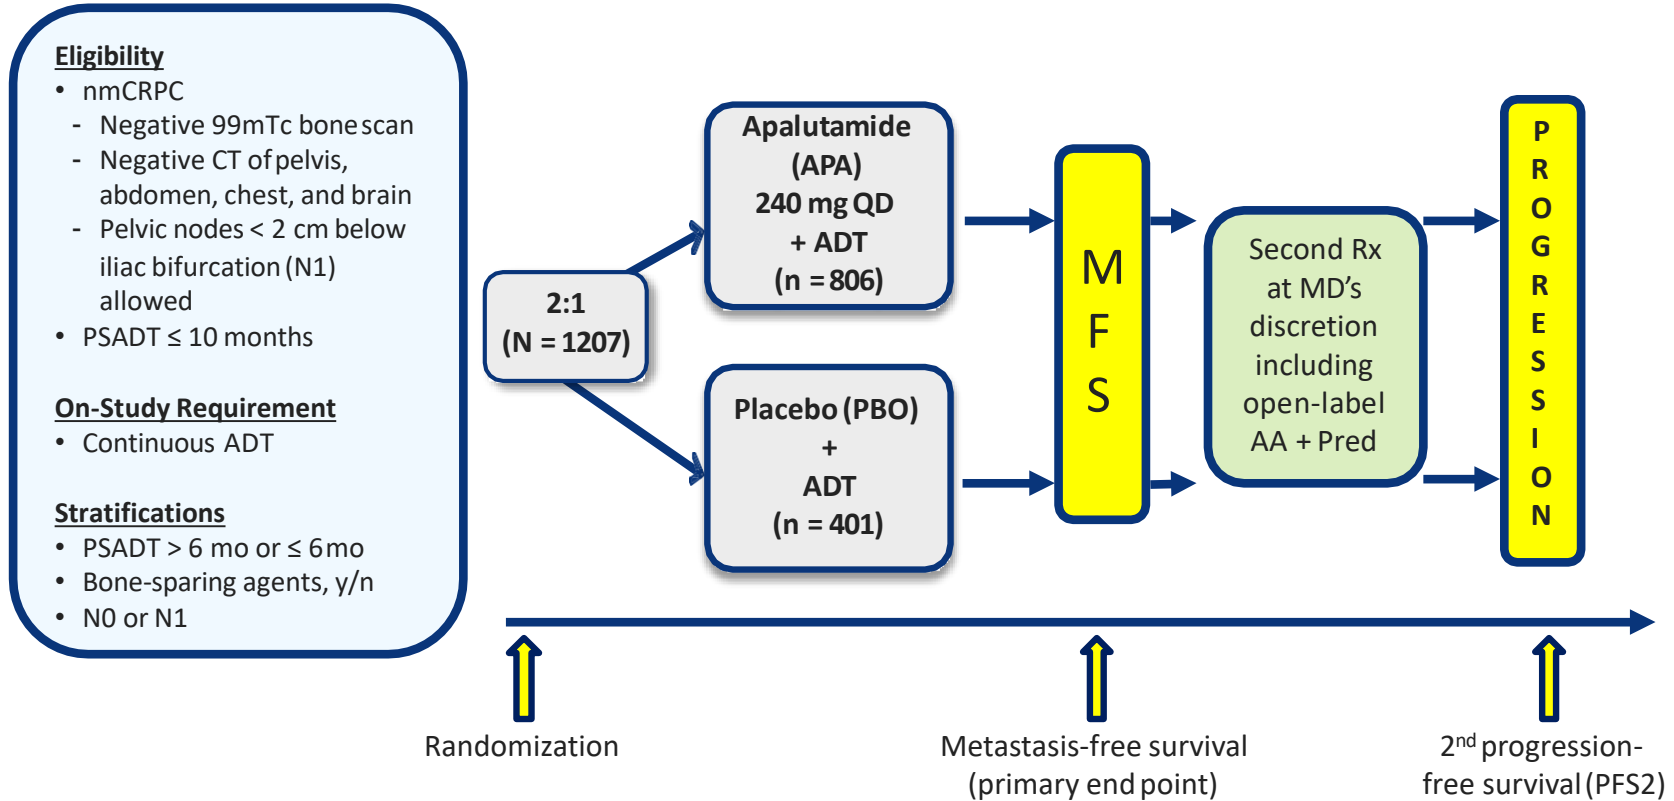 Eligibility
• nmCRPC
- Negative 99mTc bone scan
- Negative CT of pelvis,
abdomen, chest, and brain
- Pelvic nodes < 2 cm below
iliac bifurcation (N1)
allowed
• PSADT ≤ 10 months
On-Study Requirement
• Continuous ADT
Stratifications
• PSADT > 6 mo or ≤ 6 mo
• Bone-sparing agents, y/n
• N0 or N1
2:1
(N = 1207)
Apalutamide
(APA)
240 mg QD
+ ADT
(n = 806)
Placebo (PBO)
+
ADT
(n = 401)
M
F
S
Second Rx
at MD’s
discretion
including
open-label
AA + Pred
P
R
O
G
R
E
S
S
I
O
N
Randomization
Metastasis-free survival
(primary end point)
2nd progression-
free survival (PFS2)